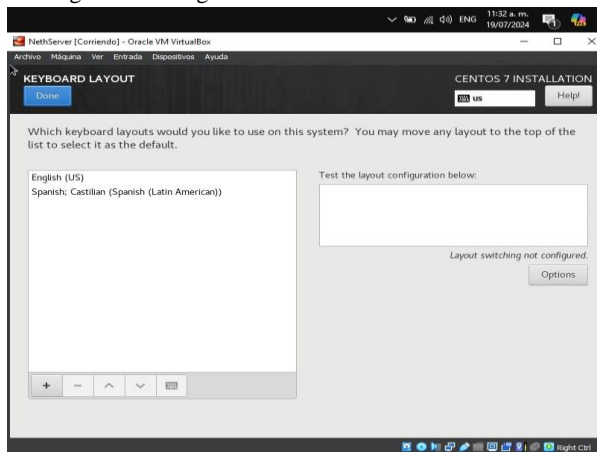 11:32 a. m.
ENG
19/07/2024
NethServer [Corriendo] - Oracle VM VirtualBox
Archivo Máquina Ver Entrada Dispositivos Ayuda
KEYBOARD LAYOUT
CENTOS 7 INSTALLATION
Done
us
Help!
Which keyboard layouts would you like to use on this system? You may move any layout to the top of the
list to select it as the default.
English (US)
Spanish; Castilian (Spanish (Latin American))
Test the layout configuration below:
Layout switching not configured.
Options
Right Ctrl